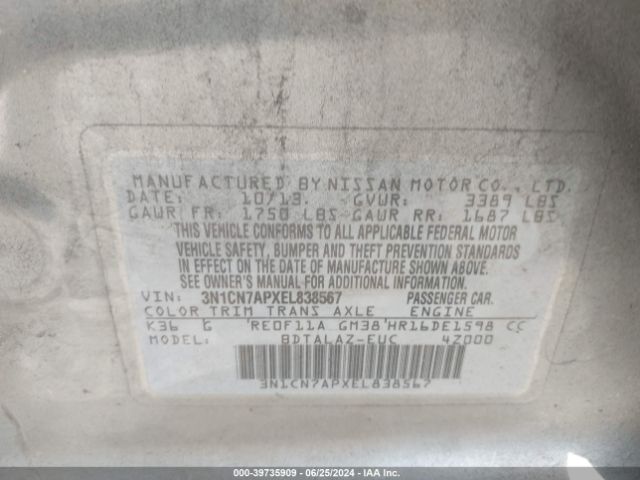 MANUFACTURED BY NISSAN MOTOR CO., LTD.
DATE: 10/13 GVWR: 3389 LBS
GAWR FR: 1750 LBS GAWR RR: 1687 LBS
THIS VEHICLE CONFORMS TO ALL APPLICABLE FEDERAL MOTOR
VEHICLE SAFETY, BUMPER AND THEFT PREVENTION STANDARDS
IN EFFECT ON THE DATE OF MANUFACTURE SHOWN ABOVE.
SEE OWNER'S MANUAL FOR ADDITIONAL INFORMATION.
VIN: 3N1CN7APXEL838567 PASSENGER CAR.
COLOR TRIM TRANS AXLE ENGINE
K36 G RE0F11A GM38 HR16DE1598 CC
MODEL: BDTALAZ-EUC 4Z000
3N1CN7APXEL838567
000-39735909 - 06/25/2024 - IAA Inc.